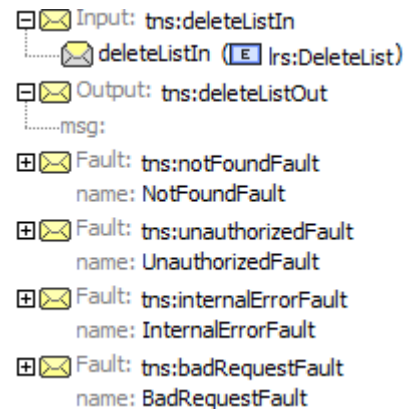 Input: tns:deleteListIn
deleteListIn (E lrs:DeleteList)
Output: tns:deleteListOut
msg:
Fault: tns:notFoundFault
name: NotFoundFault
Fault: tns:unauthorizedFault
name: UnauthorizedFault
Fault: tns:internalErrorFault
name: InternalErrorFault
Fault: tns:badRequestFault
name: BadRequestFault